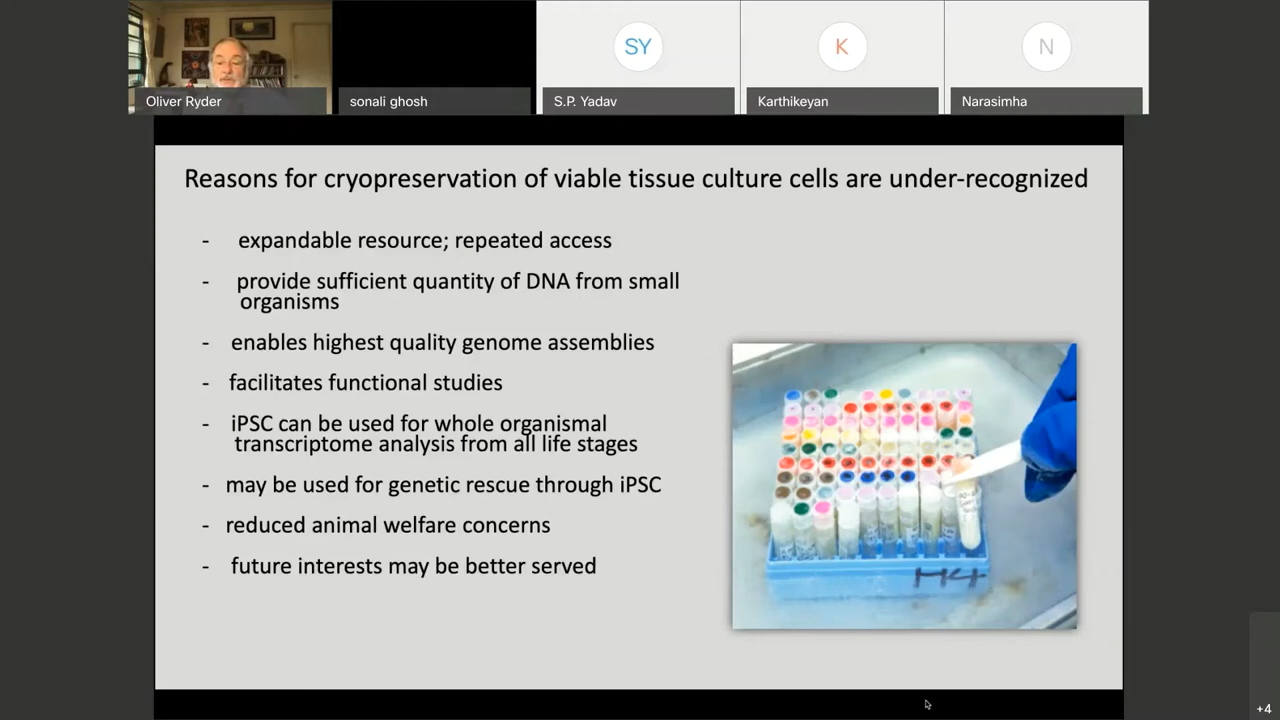 SY
K
N
Oliver Ryder
sonali ghosh
S.P. Yadav
Karthikeyan
Narasimha
Reasons for cryopreservation of viable tissue culture cells are under-recognized
- expandable resource; repeated access
- provide sufficient quantity of DNA from small
organisms
- enables highest quality genome assemblies
- facilitates functional studies
- iPSC can be used for whole organismal
transcriptome analysis from all life stages
- may be used for genetic rescue through iPSC
- reduced animal welfare concerns
- future interests may be better served
+4